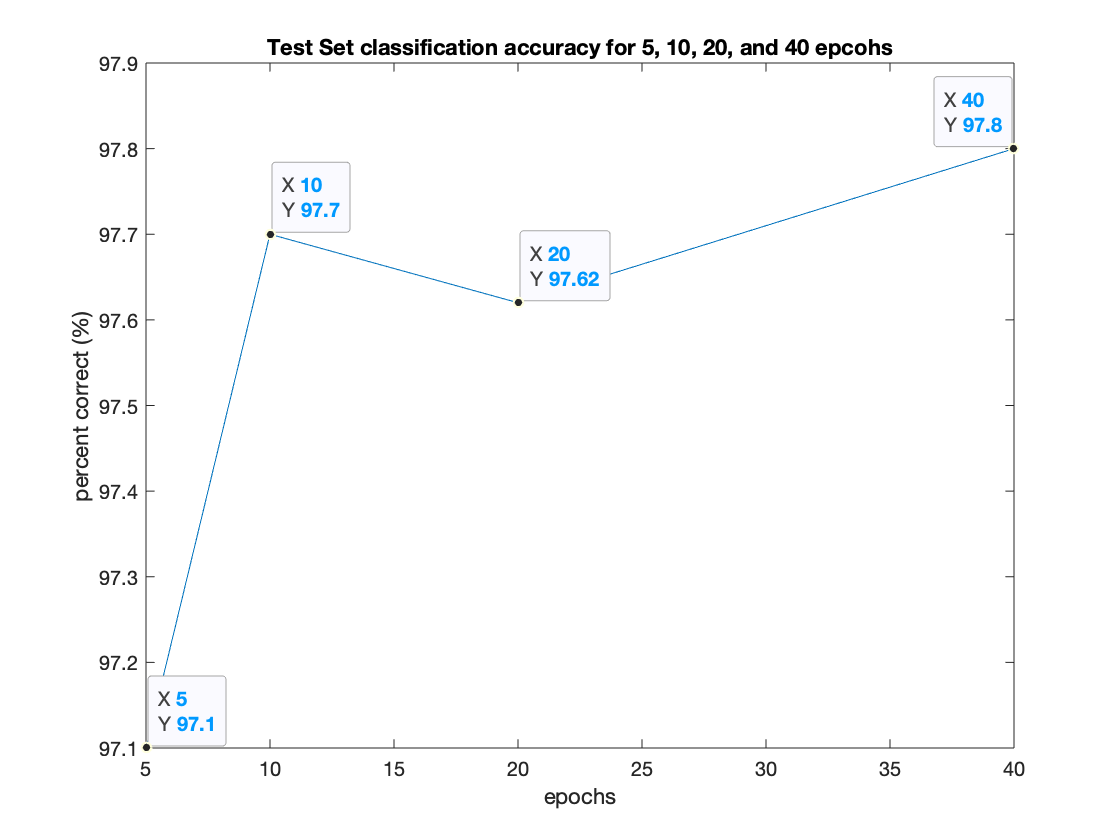 Test Set classification accuracy for 5, 10, 20, and 40 epcohs
97.9
97.8
97.7
97.6
97.5
97.4
97.3
97.2
97.1
percent correct (%)
X 40
Y 97.8
X 10
Y 97.7
X 20
Y 97.62
X 5
Y 97.1
5 10 15 20 25 30 35 40
epochs